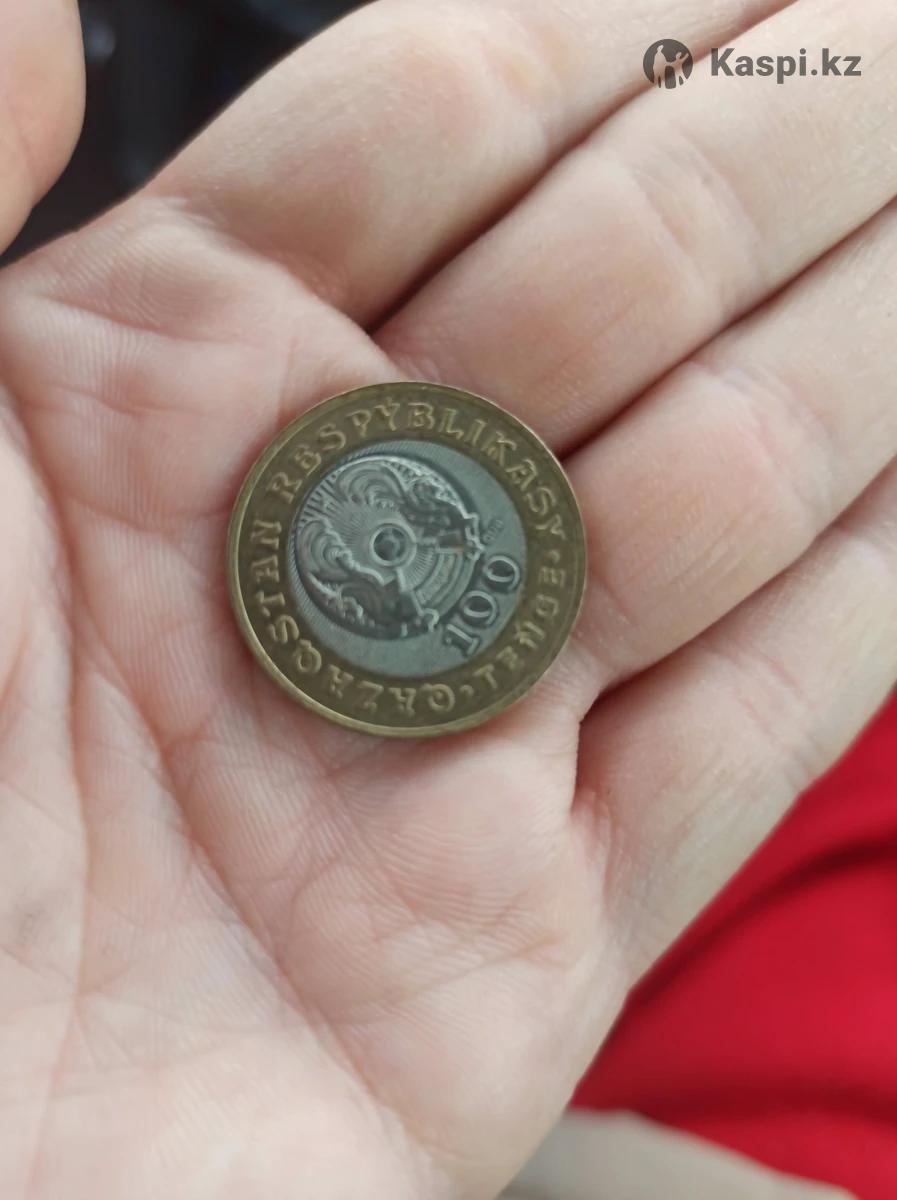 Kaspi.kz
QAZAQSTAN RESPÝBLIKASY
100
TEŃGE